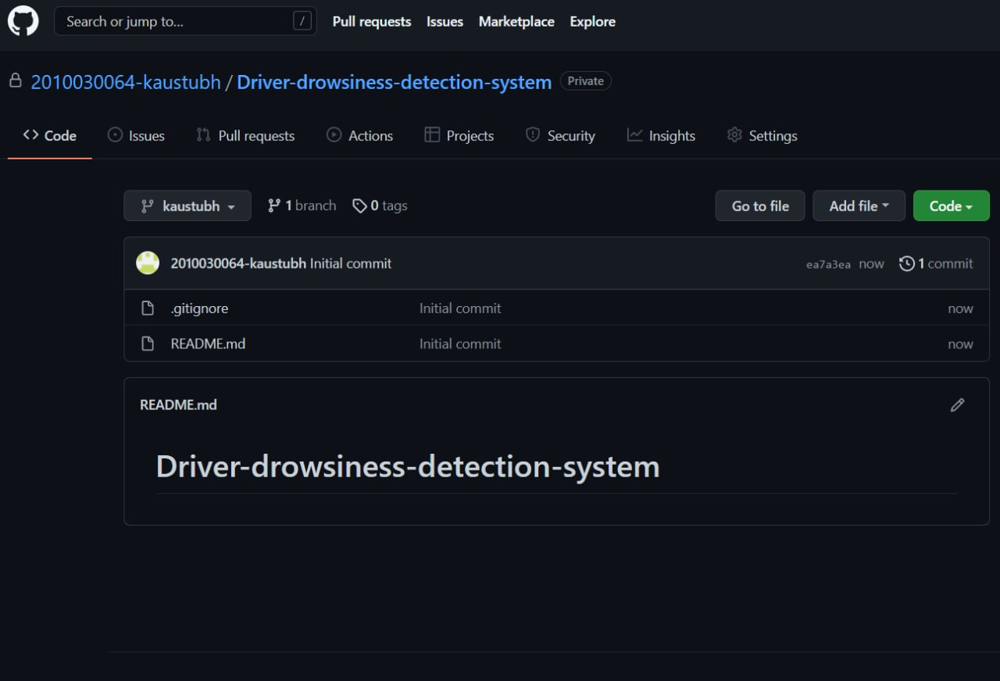 Search or jump to... / Pull requests Issues Marketplace Explore
2010030064-kaustubh / Driver-drowsiness-detection-system Private
<> Code Issues Pull requests Actions Projects Security Insights Settings
kaustubh 1 branch 0 tags Go to file Add file Code
2010030064-kaustubh Initial commit ea7a3ea now 1 commit
.gitignore Initial commit now
README.md Initial commit now
README.md
Driver-drowsiness-detection-system